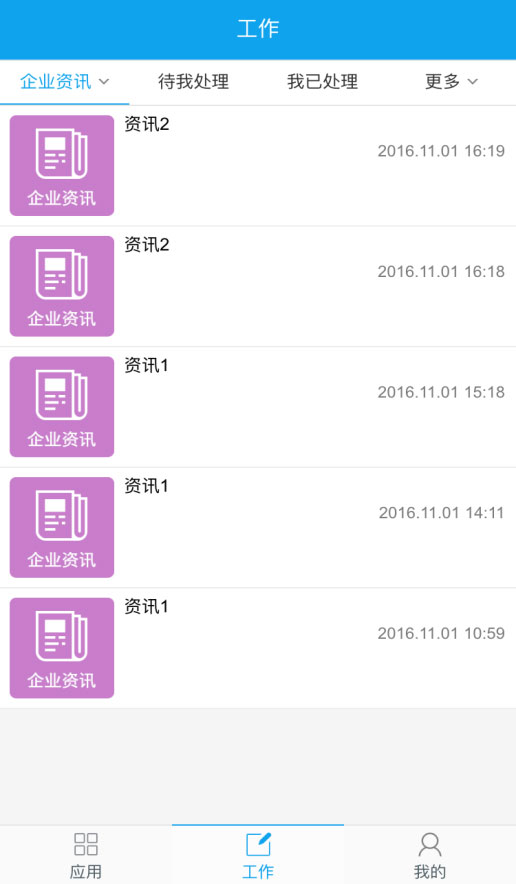 工作
企业资讯 待我处理 我已处理 更多
资讯2
2016.11.01 16:19
企业资讯
资讯2
2016.11.01 16:18
企业资讯
资讯1
2016.11.01 15:18
企业资讯
资讯1
2016.11.01 14:11
企业资讯
资讯1
2016.11.01 10:59
企业资讯
应用 工作 我的